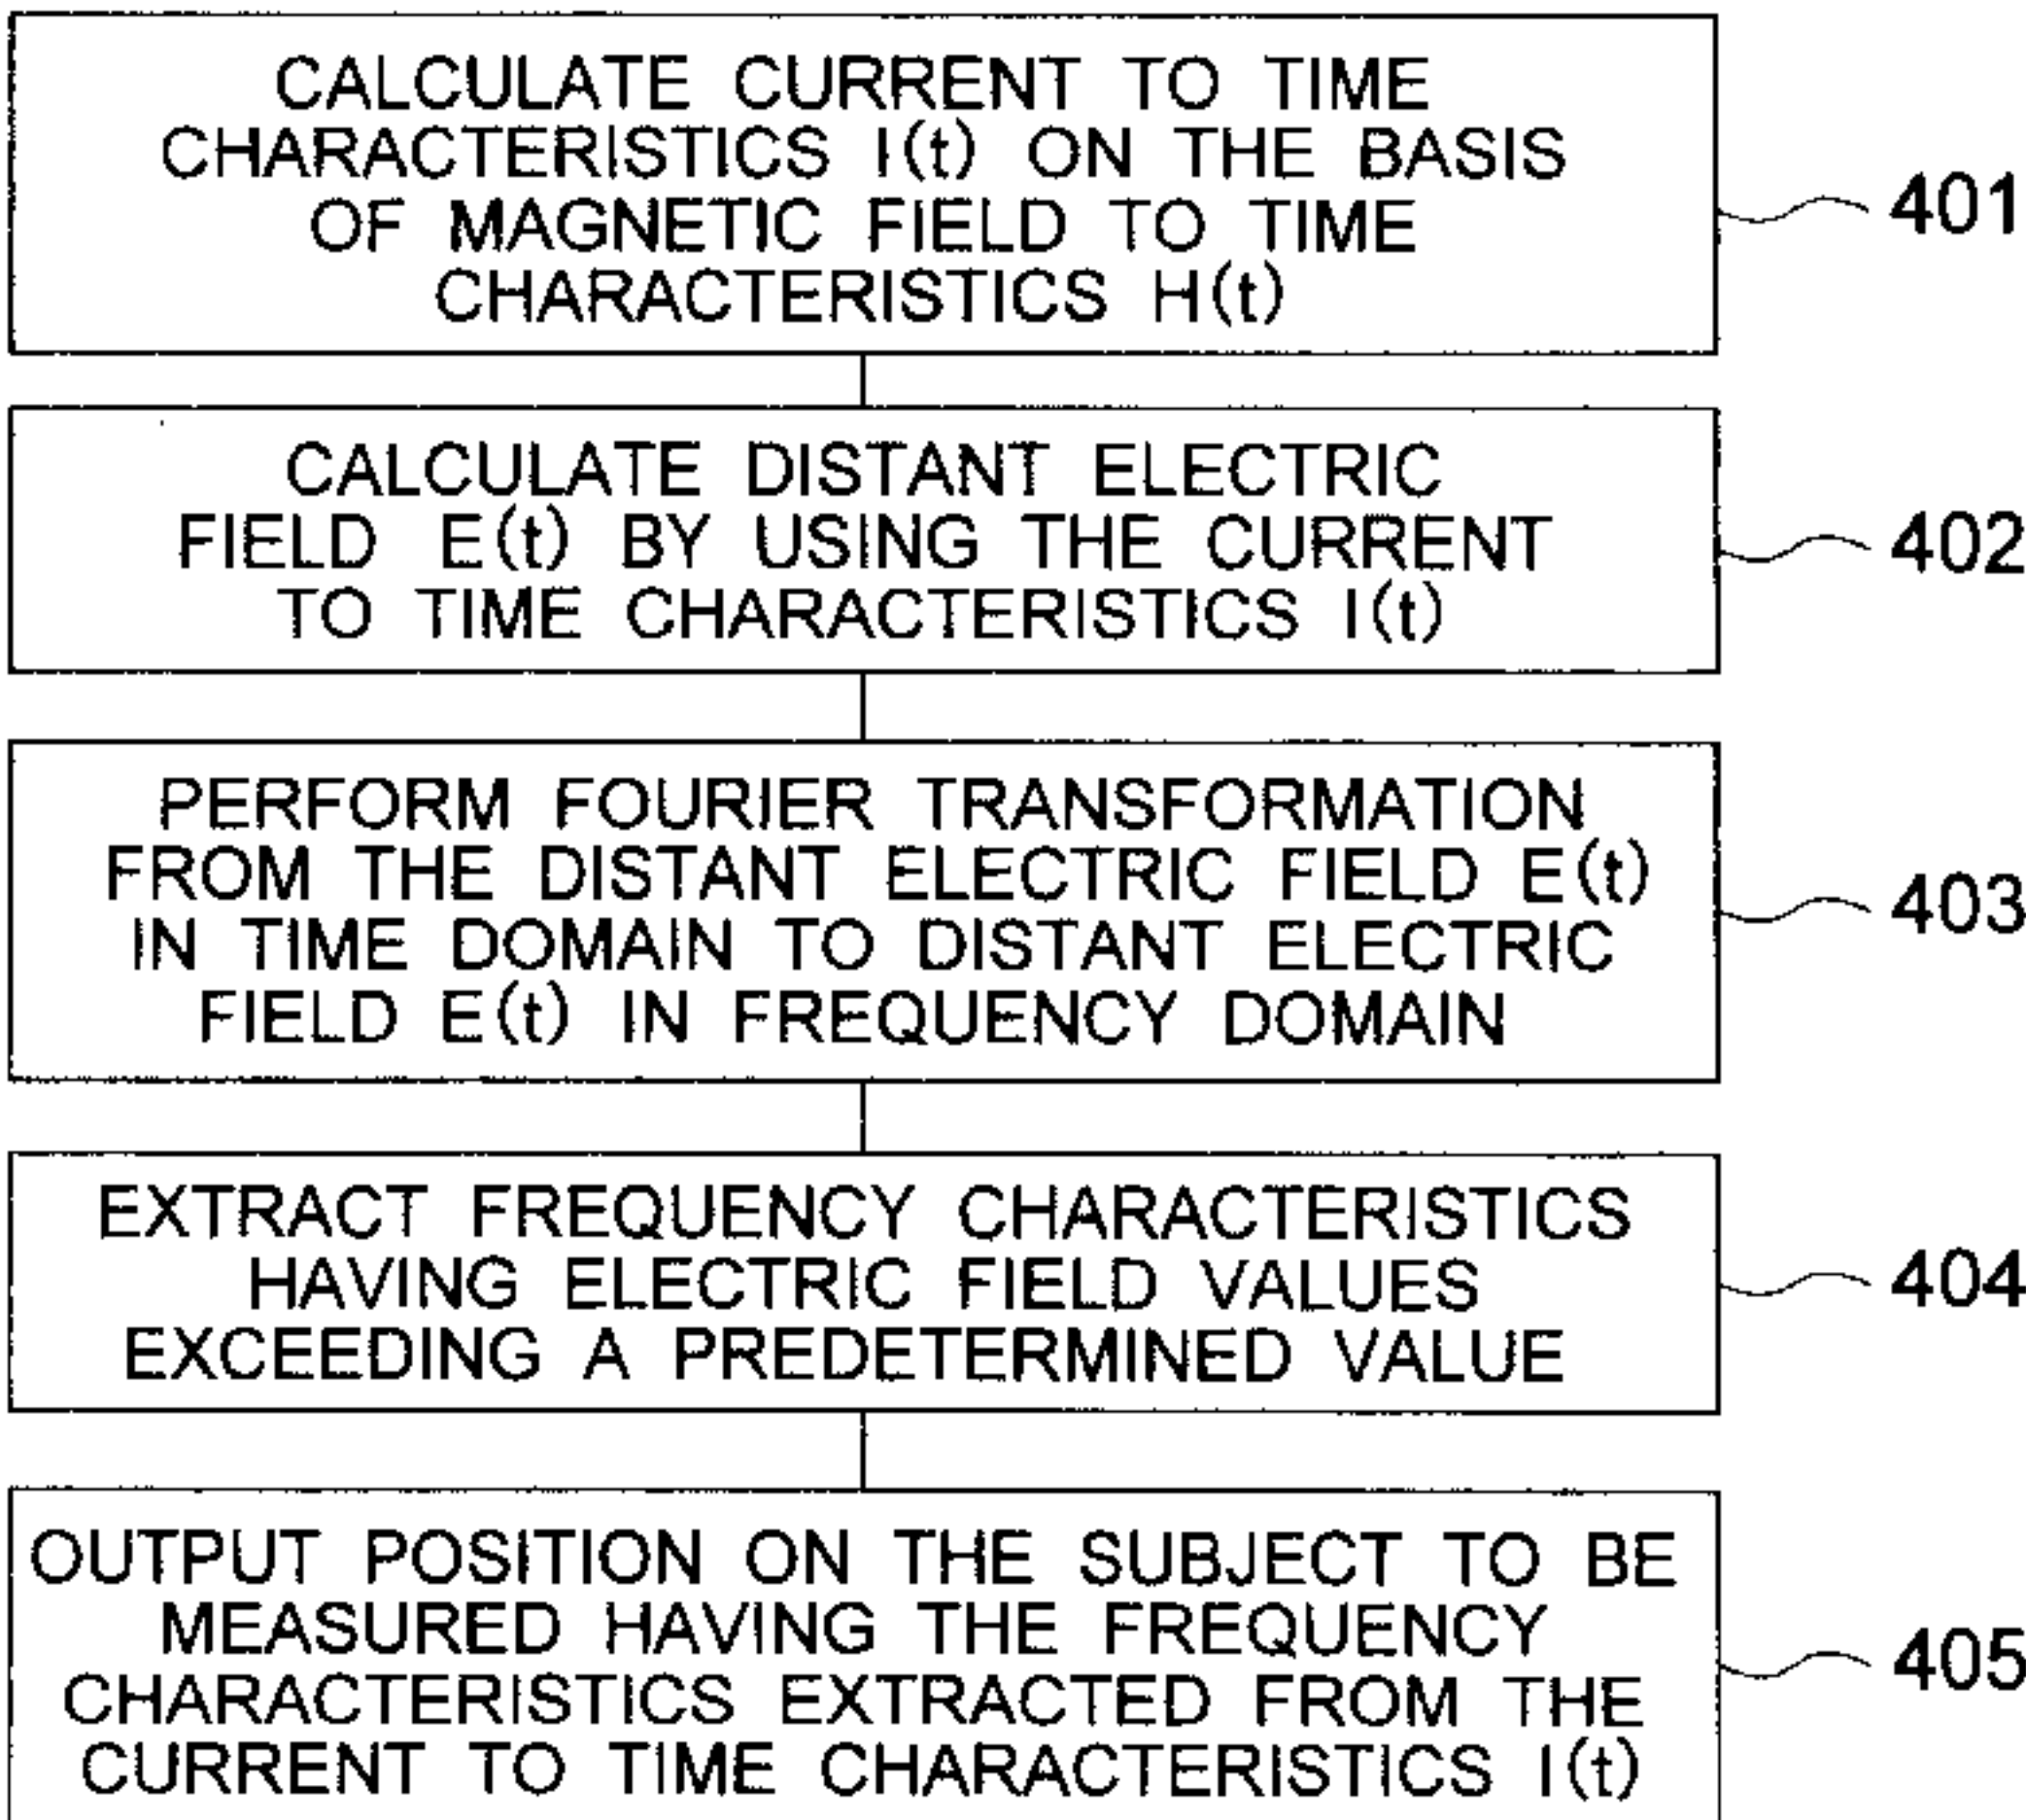 CALCULATE CURRENT TO TIME
CHARACTERISTICS I(t) ON THE BASIS
OF MAGNETIC FIELD TO TIME
CHARACTERISTICS H(t)
401
CALCULATE DISTANT ELECTRIC
FIELD E(t) BY USING THE CURRENT
TO TIME CHARACTERISTICS I(t)
402
PERFORM FOURIER TRANSFORMATION
FROM THE DISTANT ELECTRIC FIELD E(t)
IN TIME DOMAIN TO DISTANT ELECTRIC
FIELD E(t) IN FREQUENCY DOMAIN
403
EXTRACT FREQUENCY CHARACTERISTICS
HAVING ELECTRIC FIELD VALUES
EXCEEDING A PREDETERMINED VALUE
404
OUTPUT POSITION ON THE SUBJECT TO BE
MEASURED HAVING THE FREQUENCY
CHARACTERISTICS EXTRACTED FROM THE
CURRENT TO TIME CHARACTERISTICS I(t)
405